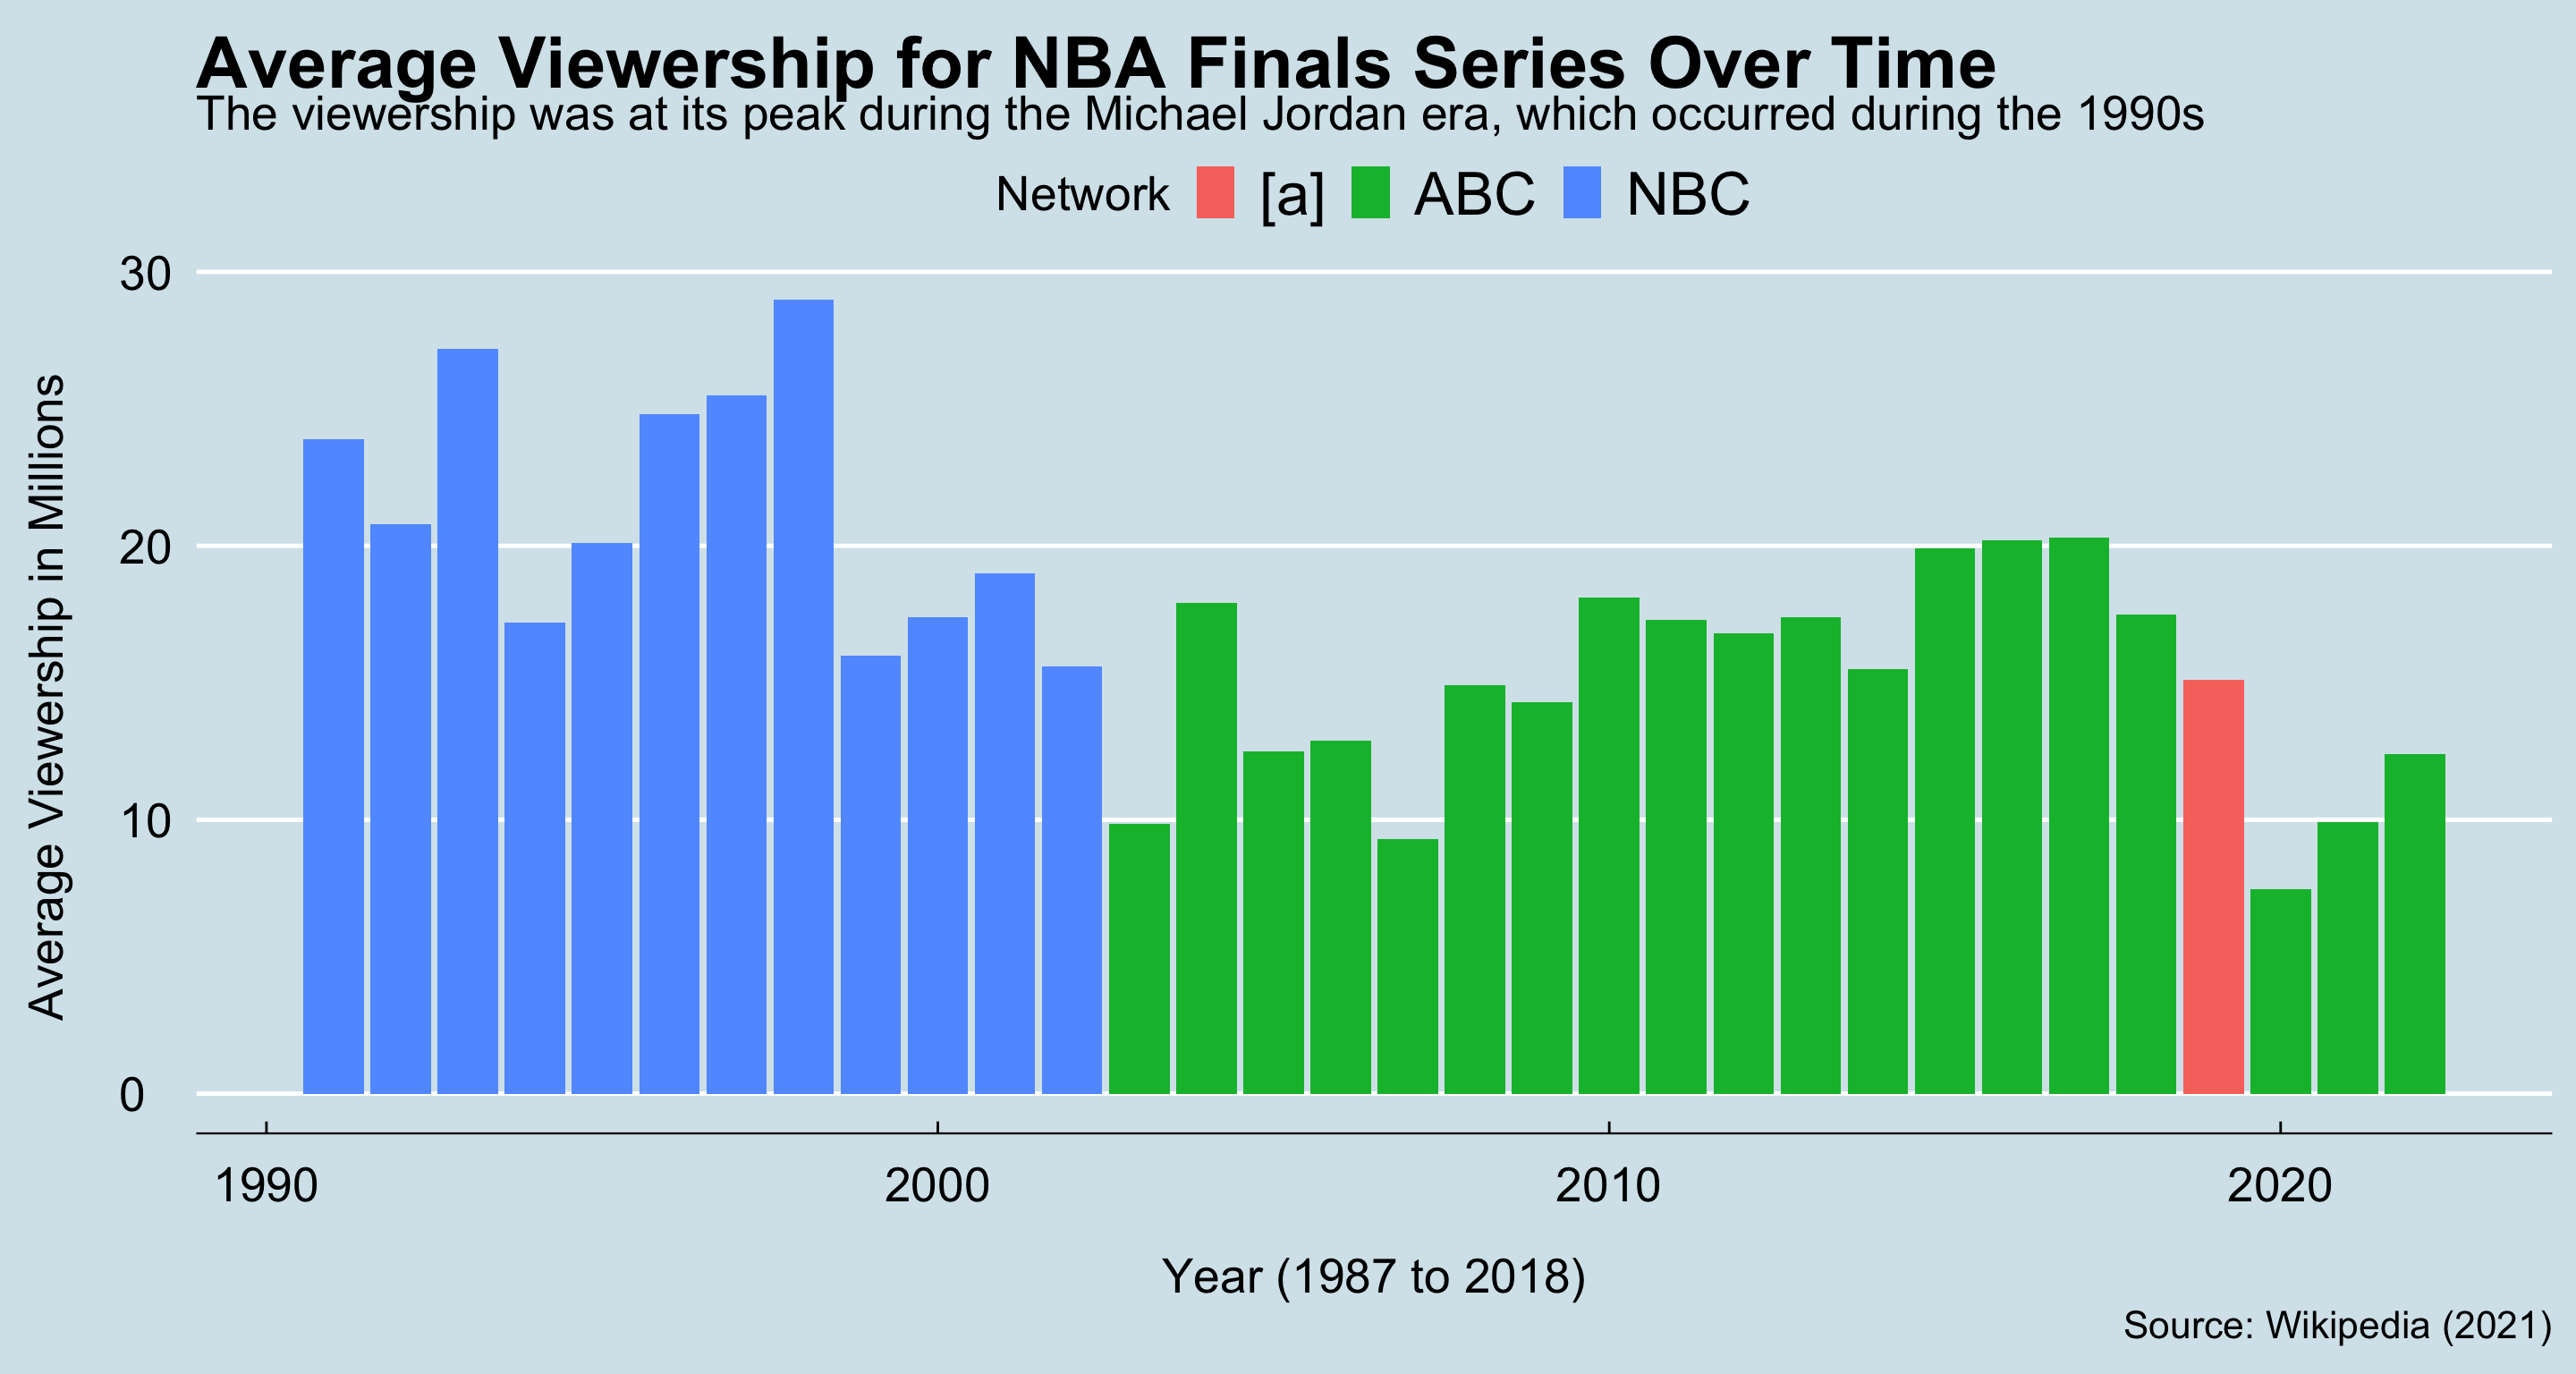 Average Viewership for NBA Finals Series Over Time
The viewership was at its peak during the Michael Jordan era, which occurred during the 1990s
Network [a] ABC NBC
30
20
10
0
Average Viewership in Millions
1990 2000 2010 2020
Year (1987 to 2018)
Source: Wikipedia (2021)